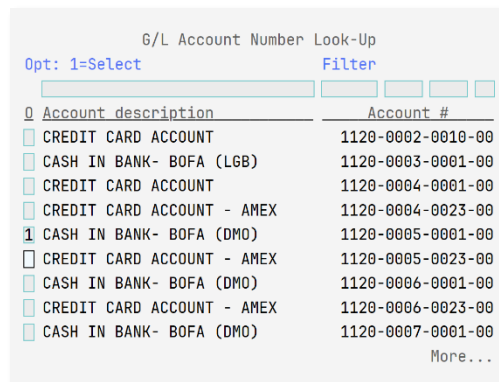 G/L Account Number Look-Up
Opt: 1=Select Filter
O Account description Account #
CREDIT CARD ACCOUNT 1120-0002-0010-00
CASH IN BANK- BOFA (LGB) 1120-0003-0001-00
CREDIT CARD ACCOUNT 1120-0004-0001-00
CREDIT CARD ACCOUNT - AMEX 1120-0004-0023-00
1 CASH IN BANK- BOFA (DMO) 1120-0005-0001-00
CREDIT CARD ACCOUNT - AMEX 1120-0005-0023-00
CASH IN BANK- BOFA (DMO) 1120-0006-0001-00
CREDIT CARD ACCOUNT - AMEX 1120-0006-0023-00
CASH IN BANK- BOFA (DMO) 1120-0007-0001-00
More...